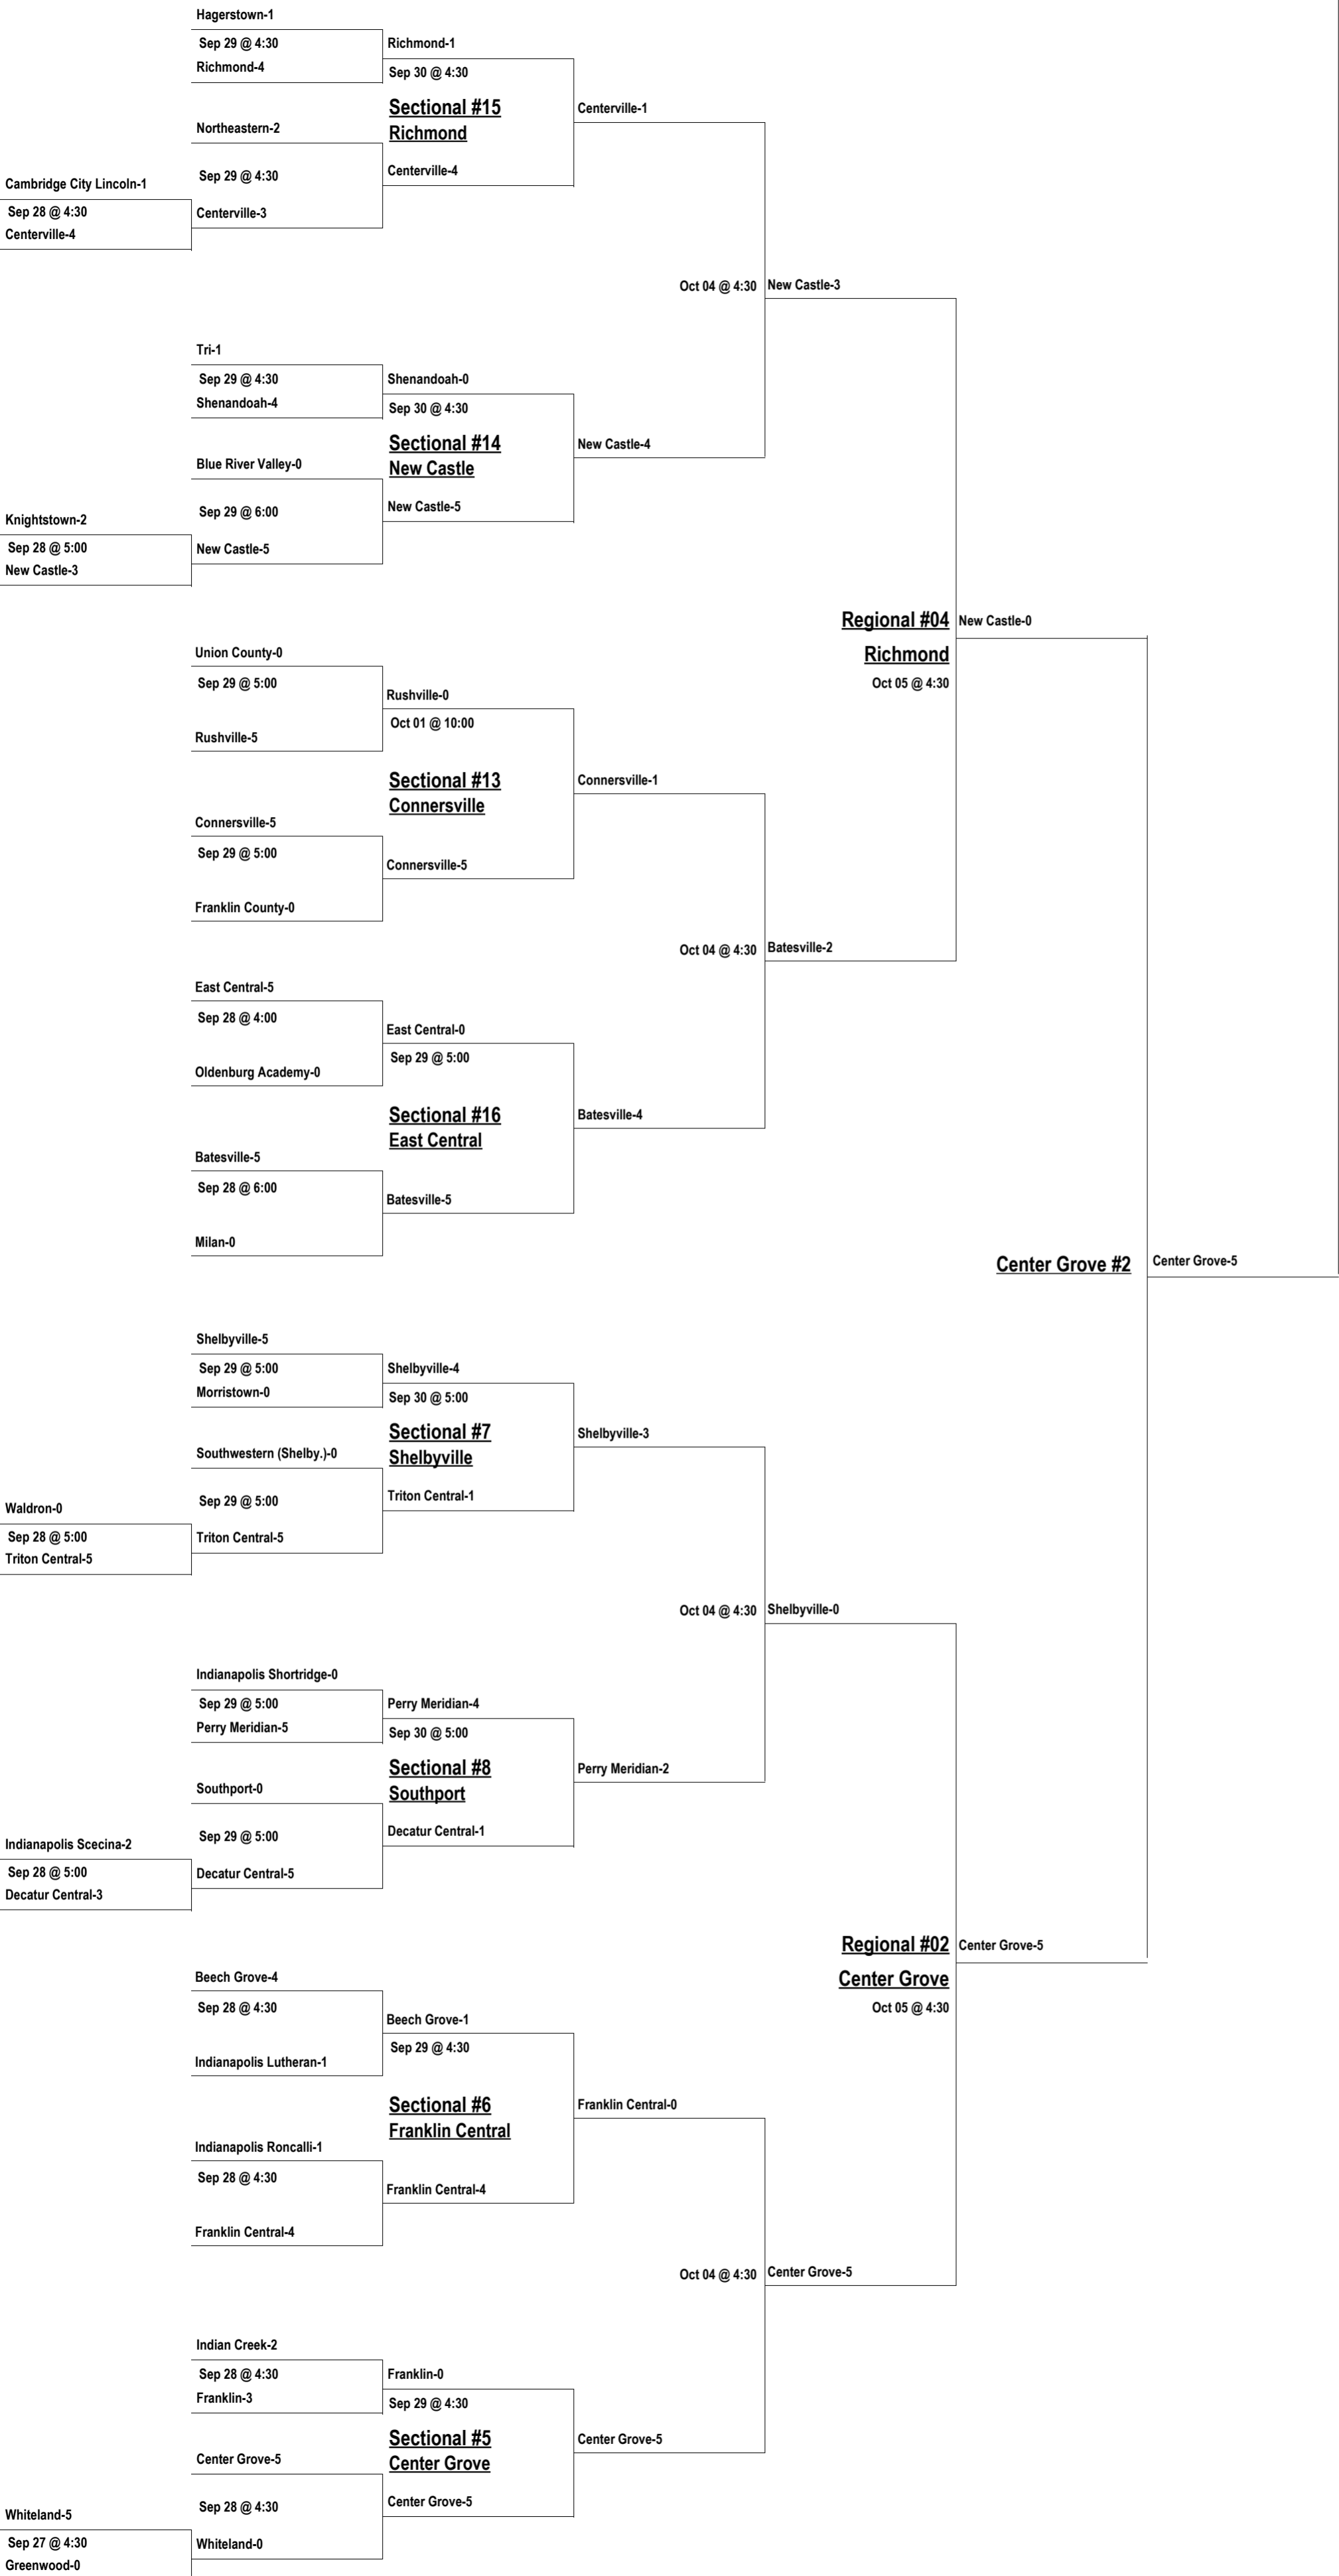 Hagerstown-1
Sep 29 @ 4:30
Richmond-4
Richmond-1
Sep 30 @ 4:30
Sectional #15
Richmond
Centerville-1
Northeastern-2
Sep 29 @ 4:30
Centerville-4
Cambridge City Lincoln-1
Sep 28 @ 4:30
Centerville-4
Centerville-3
Oct 04 @ 4:30
New Castle-3
Tri-1
Sep 29 @ 4:30
Shenandoah-4
Shenandoah-0
Sep 30 @ 4:30
Sectional #14
New Castle
New Castle-4
Blue River Valley-0
Sep 29 @ 6:00
New Castle-5
Knightstown-2
Sep 28 @ 5:00
New Castle-3
New Castle-5
Regional #04
Richmond
Oct 05 @ 4:30
New Castle-0
Union County-0
Sep 29 @ 5:00
Rushville-5
Rushville-0
Oct 01 @ 10:00
Sectional #13
Connersville
Connersville-1
Connersville-5
Sep 29 @ 5:00
Franklin County-0
Connersville-5
Oct 04 @ 4:30
Batesville-2
East Central-5
Sep 28 @ 4:00
Oldenburg Academy-0
East Central-0
Sep 29 @ 5:00
Sectional #16
East Central
Batesville-4
Batesville-5
Sep 28 @ 6:00
Milan-0
Batesville-5
Center Grove #2
Center Grove-5
Shelbyville-5
Sep 29 @ 5:00
Morristown-0
Shelbyville-4
Sep 30 @ 5:00
Sectional #7
Shelbyville
Shelbyville-3
Southwestern (Shelby.)-0
Sep 29 @ 5:00
Triton Central-1
Waldron-0
Sep 28 @ 5:00
Triton Central-5
Triton Central-5
Oct 04 @ 4:30
Shelbyville-0
Indianapolis Shortridge-0
Sep 29 @ 5:00
Perry Meridian-5
Perry Meridian-4
Sep 30 @ 5:00
Sectional #8
Southport
Perry Meridian-2
Southport-0
Sep 29 @ 5:00
Decatur Central-1
Indianapolis Scecina-2
Sep 28 @ 5:00
Decatur Central-3
Decatur Central-5
Regional #02
Center Grove
Oct 05 @ 4:30
Center Grove-5
Beech Grove-4
Sep 28 @ 4:30
Indianapolis Lutheran-1
Beech Grove-1
Sep 29 @ 4:30
Sectional #6
Franklin Central
Franklin Central-0
Indianapolis Roncalli-1
Sep 28 @ 4:30
Franklin Central-4
Franklin Central-4
Oct 04 @ 4:30
Center Grove-5
Indian Creek-2
Sep 28 @ 4:30
Franklin-3
Franklin-0
Sep 29 @ 4:30
Sectional #5
Center Grove
Center Grove-5
Center Grove-5
Sep 28 @ 4:30
Center Grove-5
Whiteland-5
Sep 27 @ 4:30
Greenwood-0
Whiteland-0